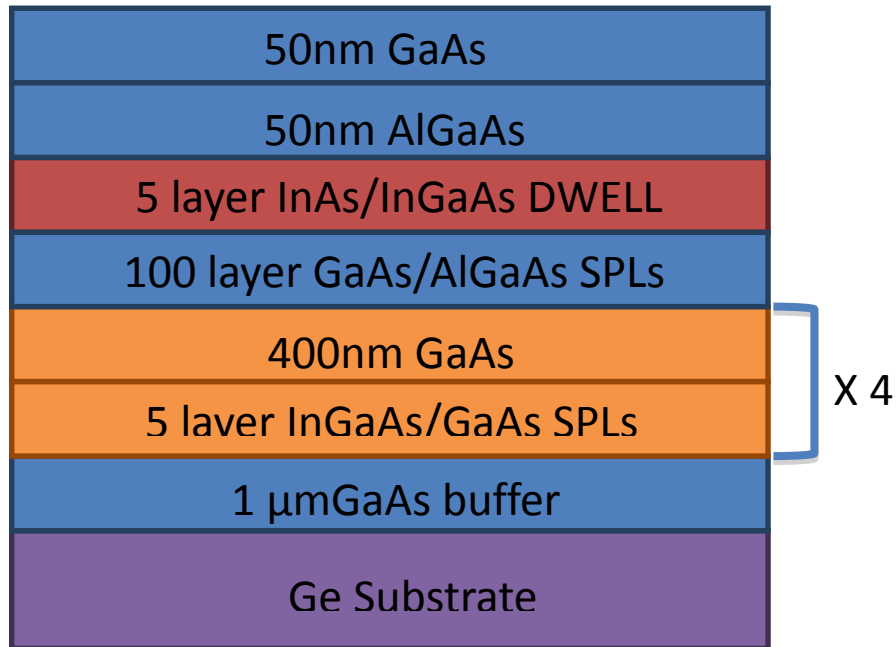 50nm GaAs
50nm AlGaAs
5 layer InAs/InGaAs DWELL
100 layer GaAs/AlGaAs SPLs
400nm GaAs
X 4
5 layer InGaAs/GaAs SPLs
1 µmGaAs buffer
Ge Substrate